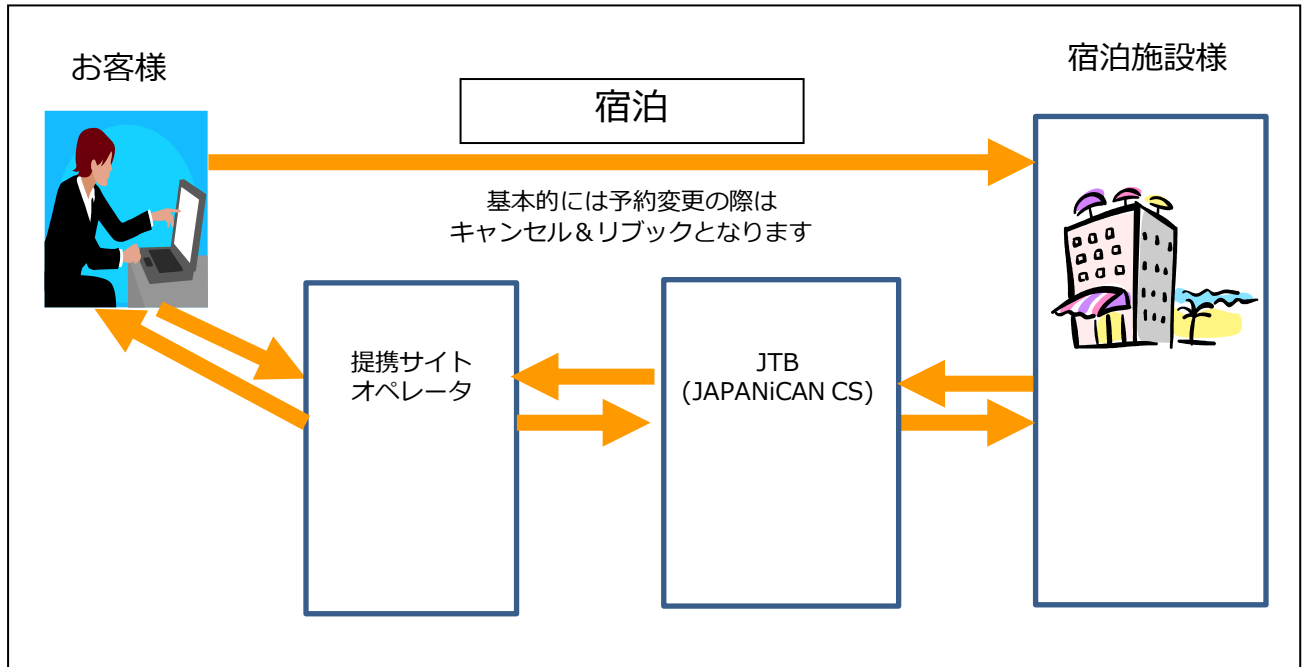 お客様
宿泊施設様
宿泊
基本的には予約変更の際は
キャンセル＆リブックとなります
提携サイト
オペレータ
JTB
(JAPANiCAN CS)